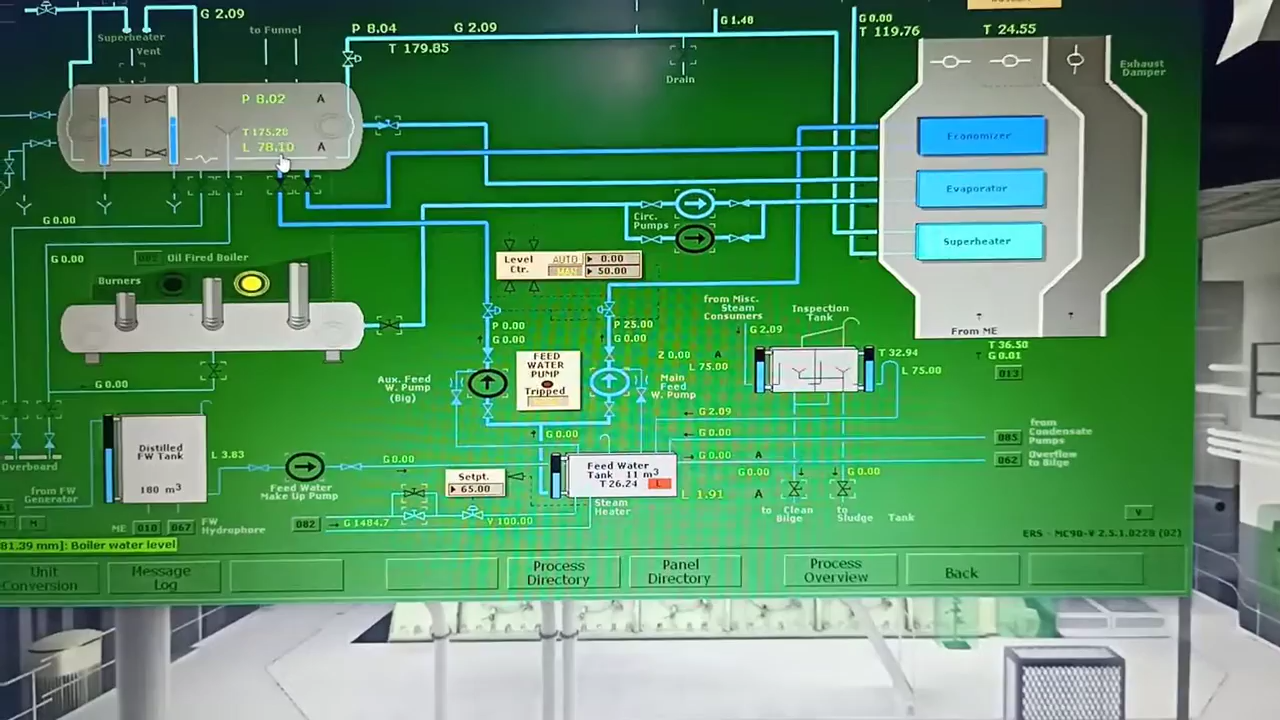 G 2.09
Superheater
Vent
to Funnel
P 8.04
G 2.09
T 179.85
G 1.48
G 0.00
T 119.76
T 24.55
Drain
Exhaust
Damper
P 8.02 A
T 175.28
L 78.10 A
Economizer
Evaporator
Superheater
Circ.
Pumps
G 0.00
G 0.00
Oil Fired Boiler
Burners
Level
Ctr.
AUTO
MAN
0.00
50.00
from Misc.
Steam
Consumers
G 2.09
Inspection
Tank
From ME
T 36.50
G 0.01
013
P 0.00
G 0.00
P 25.00
G 0.00
Z 0.00 A
L 75.00
T 32.94
L 75.00
FEED
WATER
PUMP
Tripped
Aux. Feed
W. Pump
(Big)
Main
Feed
W. Pump
G 0.00
G 2.09
G 0.00
G 0.00
G 0.00 A
085
from
Condensate
Pumps
062
Overflow
to Bilge
Distilled
FW Tank
180 m3
L 3.83
G 0.00
Feed Water
Make Up Pump
Setpt.
65.00
Feed Water
Tank 11 m3
T 26.24 L
L 1.91 A
Steam
Heater
G 0.00
G 0.00
to Clean
Bilge
to
Sludge Tank
Overboard
from FW
Generator
M
ME 010 067
FW
Hydrophore
082
G 1484.7
V 100.00
V
ERS - MC90-V 2.5.1.0228 (02)
81.39 mm]: Boiler water level
Unit
Conversion
Message
Log
Process
Directory
Panel
Directory
Process
Overview
Back